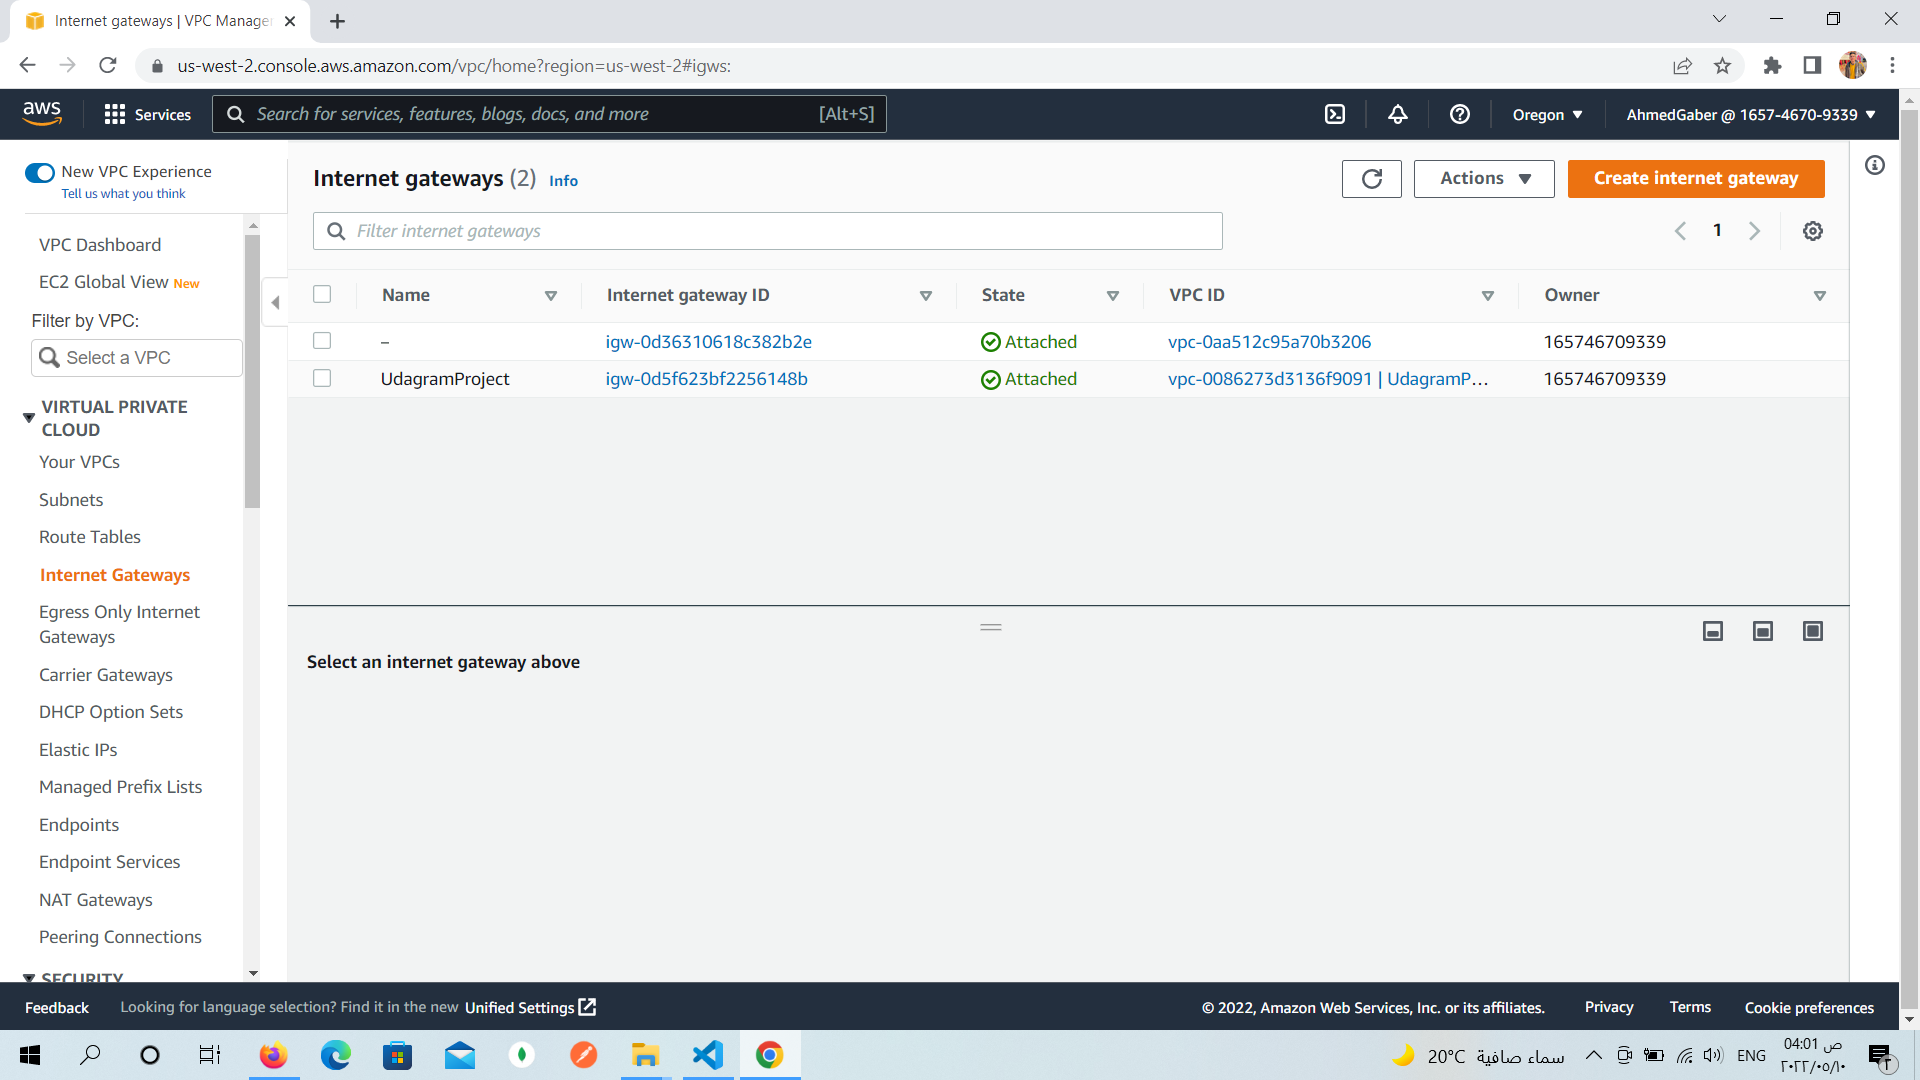 Internet gateways | VPC Manage
us-west-2.console.aws.amazon.com/vpc/home?region=us-west-2#igws:
aws
Services
Search for services, features, blogs, docs, and more [Alt+S]
Oregon
AhmedGaber @ 1657-4670-9339
New VPC Experience
Tell us what you think
VPC Dashboard
EC2 Global View New
Filter by VPC:
Select a VPC
VIRTUAL PRIVATE
CLOUD
Your VPCs
Subnets
Route Tables
Internet Gateways
Egress Only Internet
Gateways
Carrier Gateways
DHCP Option Sets
Elastic IPs
Managed Prefix Lists
Endpoints
Endpoint Services
NAT Gateways
Peering Connections
SECURITY
Internet gateways (2) Info
Actions
Create internet gateway
Filter internet gateways
1
Name Internet gateway ID State VPC ID Owner
– igw-0d36310618c382b2e Attached vpc-0aa512c95a70b3206 165746709339
UdagramProject igw-0d5f623bf2256148b Attached vpc-0086273d3136f9091 | UdagramP... 165746709339
Select an internet gateway above
Feedback
Looking for language selection? Find it in the new Unified Settings
© 2022, Amazon Web Services, Inc. or its affiliates.
Privacy
Terms
Cookie preferences
20°C سماء صافية
ENG
04:01 ص
٢٠٢٢/٠٥/١٠
٢